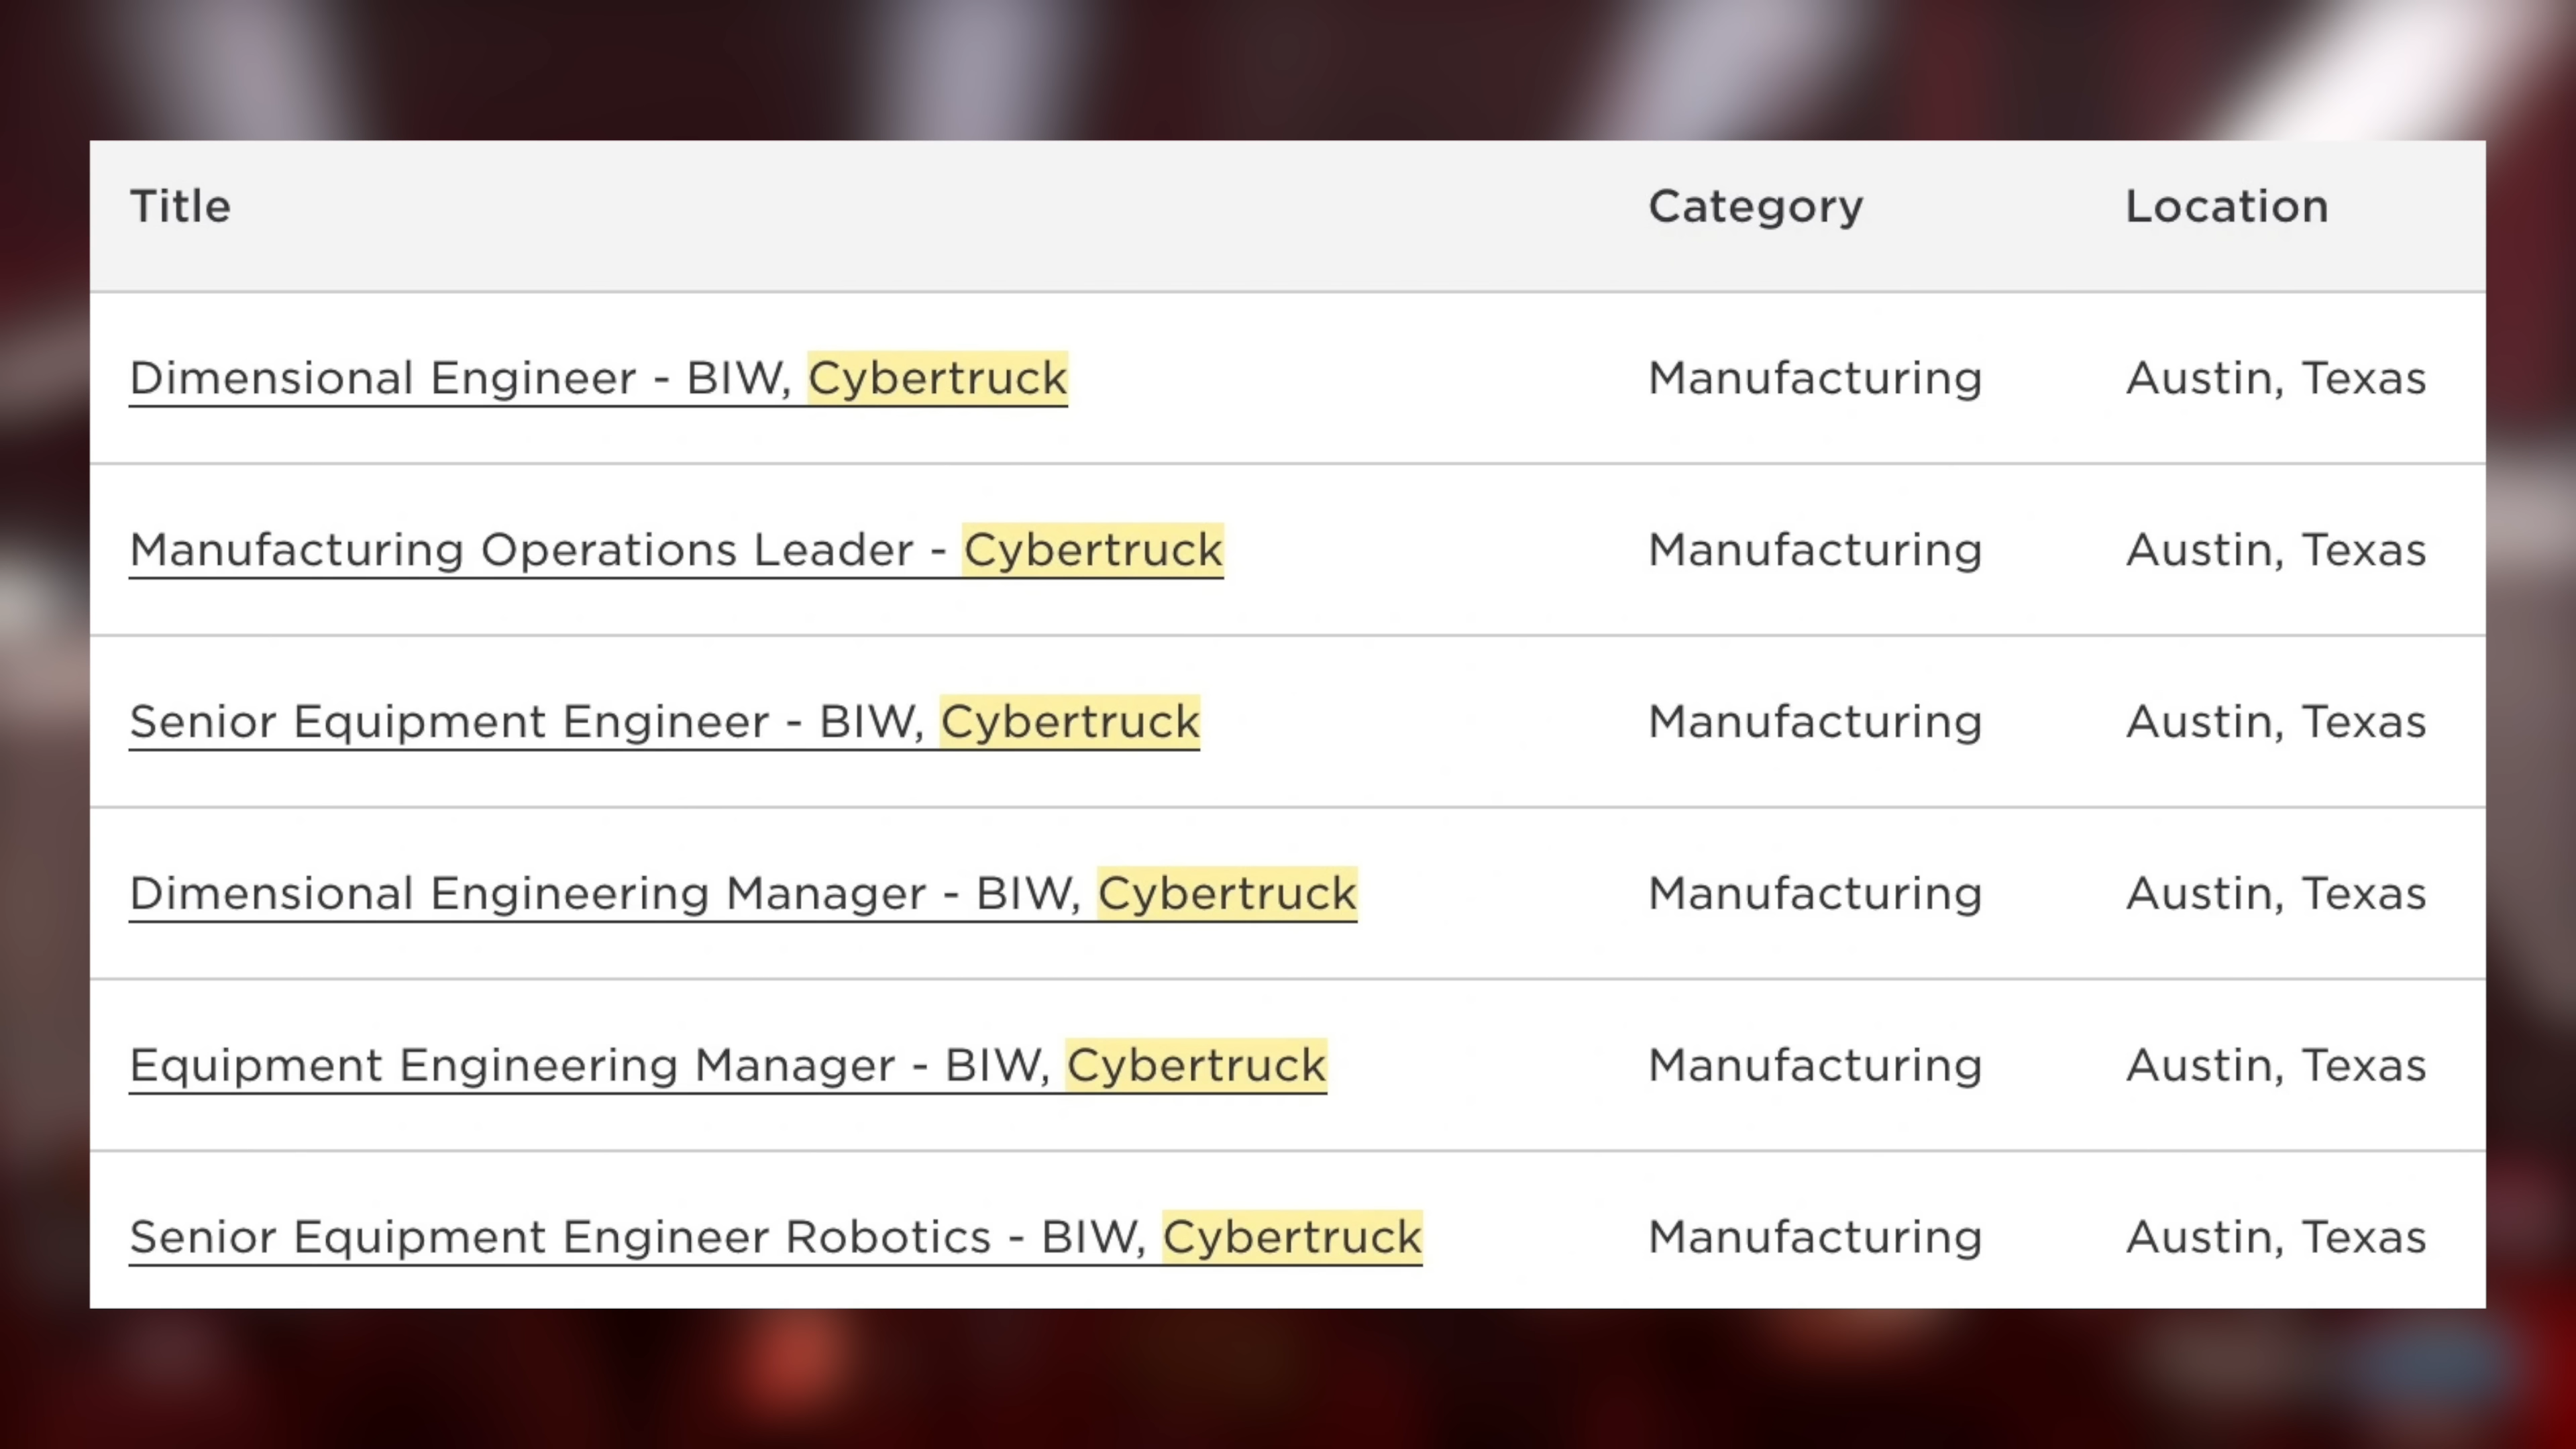 Title Category Location
Dimensional Engineer - BIW, Cybertruck Manufacturing Austin, Texas
Manufacturing Operations Leader - Cybertruck Manufacturing Austin, Texas
Senior Equipment Engineer - BIW, Cybertruck Manufacturing Austin, Texas
Dimensional Engineering Manager - BIW, Cybertruck Manufacturing Austin, Texas
Equipment Engineering Manager - BIW, Cybertruck Manufacturing Austin, Texas
Senior Equipment Engineer Robotics - BIW, Cybertruck Manufacturing Austin, Texas